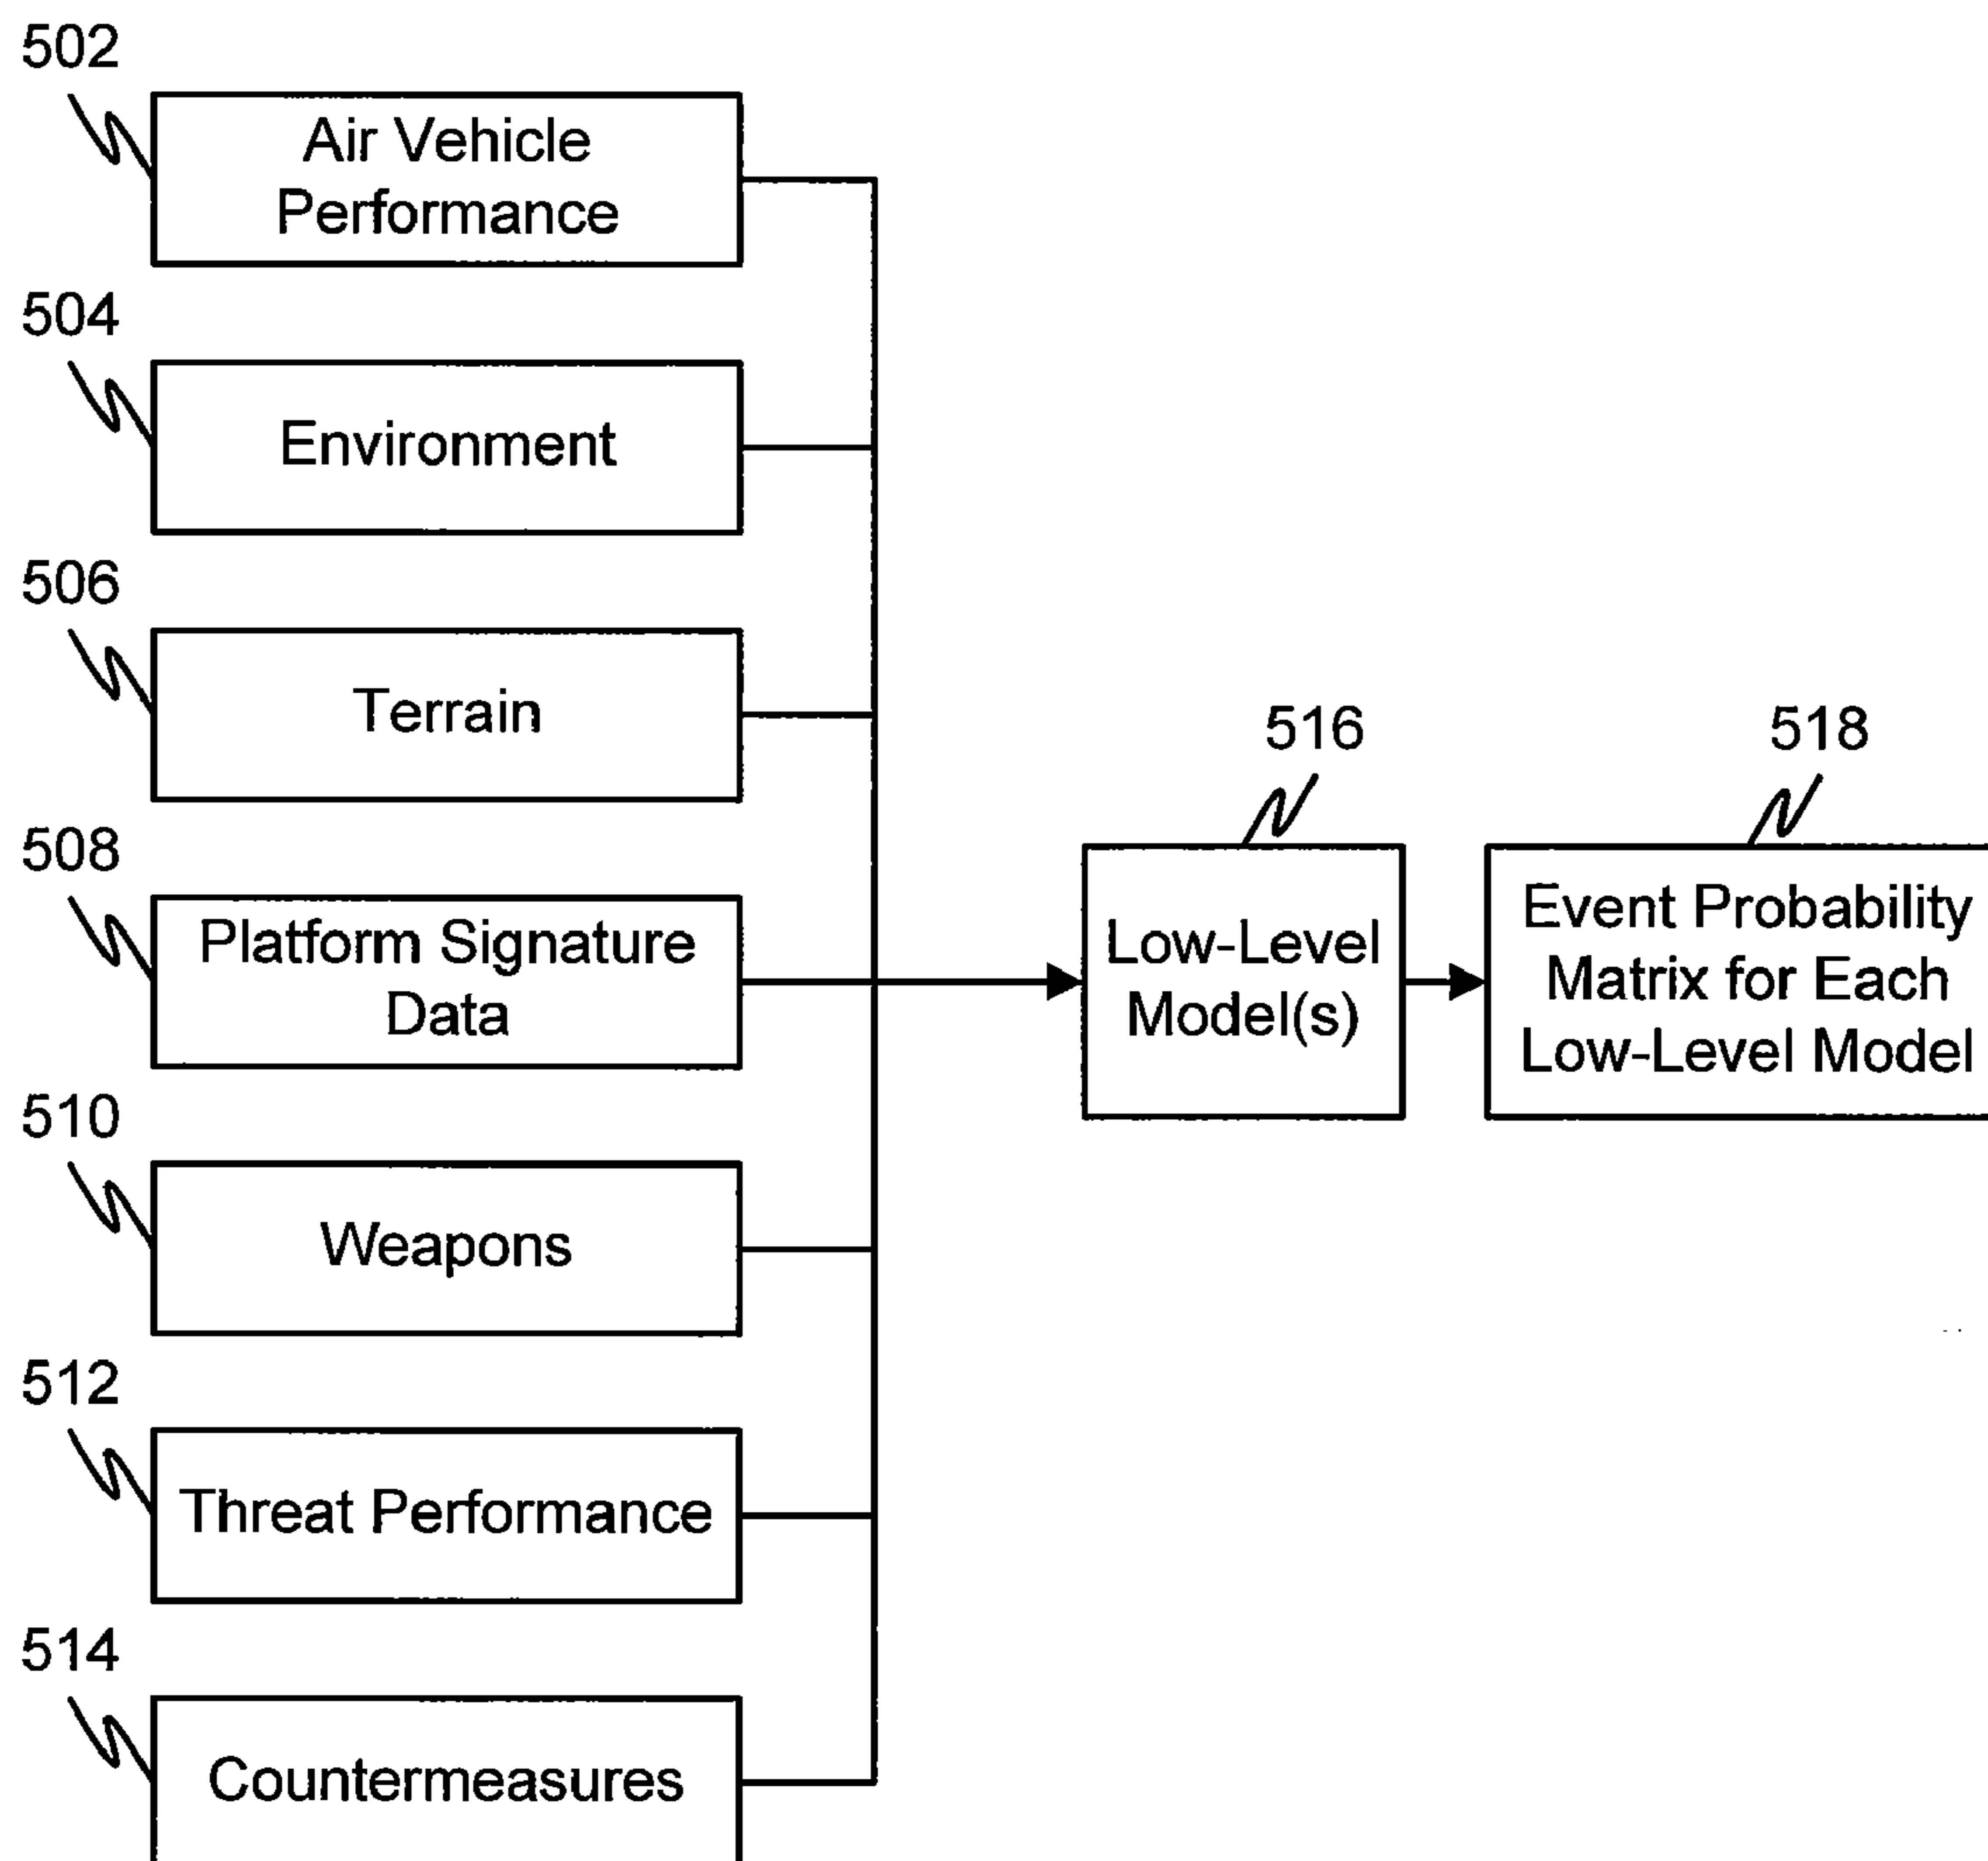 502
Air Vehicle
Performance
504
Environment
506
Terrain
508
Platform Signature
Data
510
Weapons
512
Threat Performance
514
Countermeasures
516
Low-Level
Model(s)
518
Event Probability
Matrix for Each
Low-Level Model